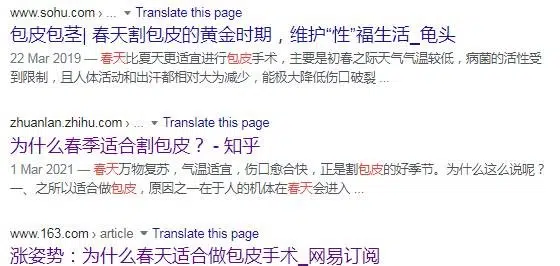 www.sohu.com › ... ▾ Translate this page
包皮包茎| 春天割包皮的黄金时期，维护“性”福生活_龟头
22 Mar 2019 — 春天比夏天更适宜进行包皮手术，主要是初春之际天气气温较低，病菌的活性受
到限制，且人体活动和出汗都相对大为减少，能极大降低伤口破裂 ...
zhuanlan.zhihu.com › ... ▾ Translate this page
为什么春季适合割包皮？ - 知乎
1 Mar 2021 — 春天万物复苏，气温适宜，伤口愈合快，正是割包皮的好季节。为什么这么说呢？
一、之所以适合做包皮，原因之一在于人的机体在春天会进入 ...
www.163.com › article ▾ Translate this page
涨姿势：为什么春天适合做包皮手术_网易订阅